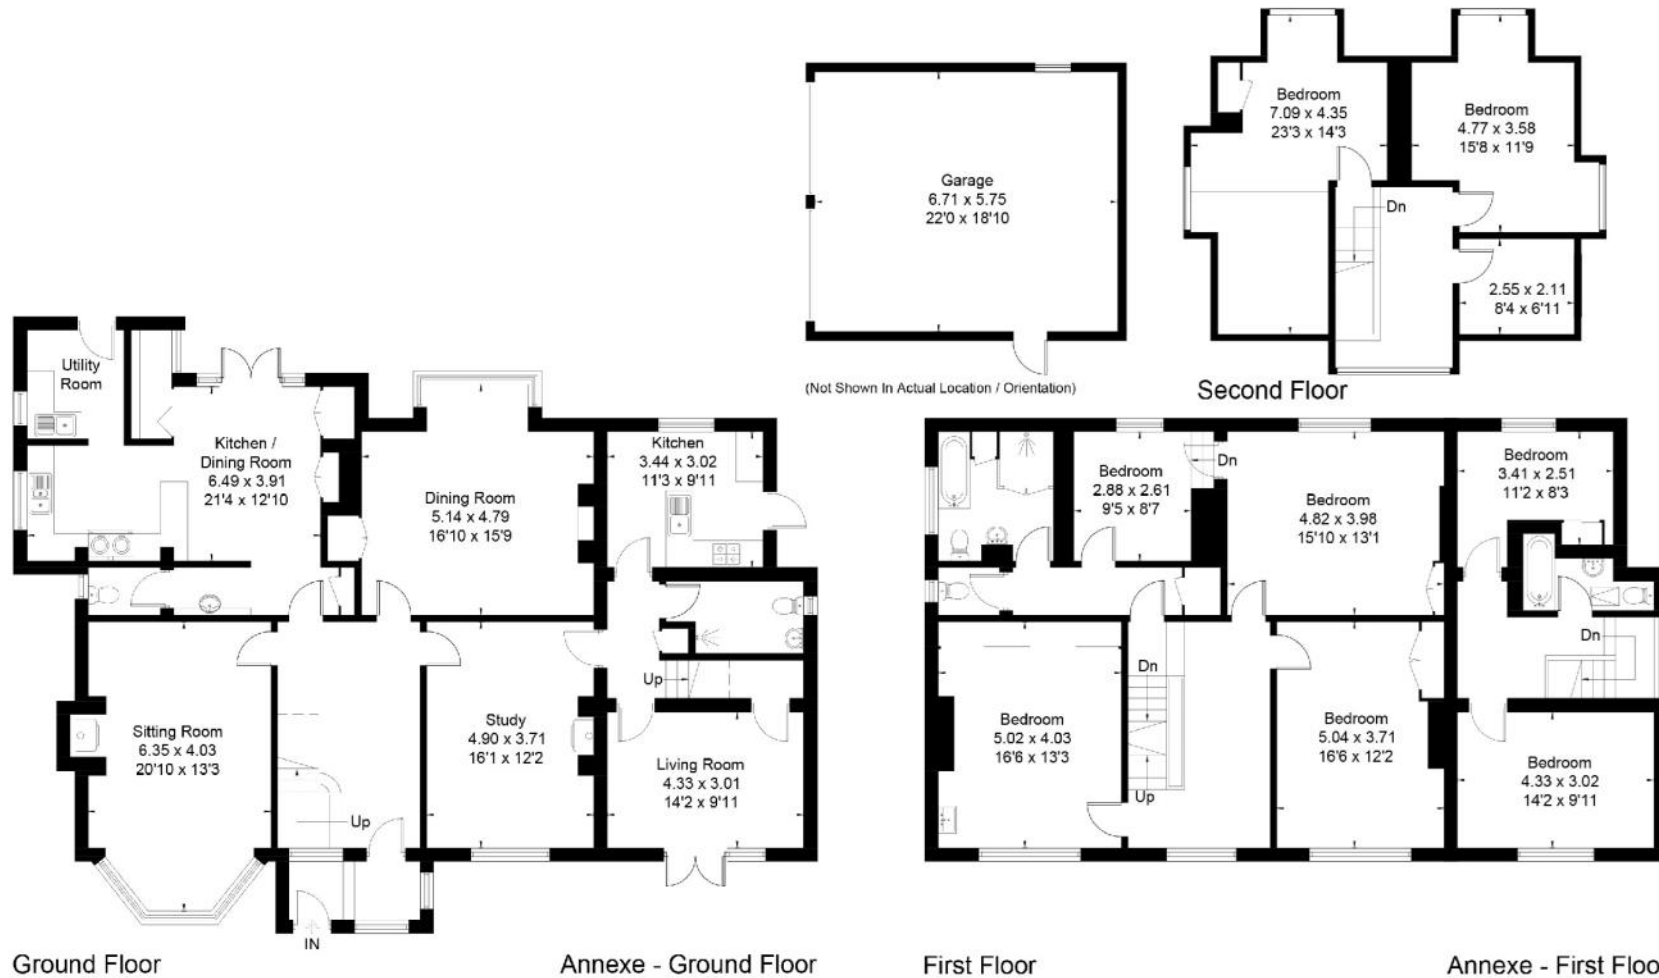 Bedroom
7.09 x 4.35
23'3 x 14'3
Bedroom
4.77 x 3.58
15'8 x 11'9
Dn
2.55 x 2.11
8'4 x 6'11
Second Floor
Garage
6.71 x 5.75
22'0 x 18'10
(Not Shown In Actual Location / Orientation)
Utility
Room
Kitchen /
Dining Room
6.49 x 3.91
21'4 x 12'10
Dining Room
5.14 x 4.79
16'10 x 15'9
Kitchen
3.44 x 3.02
11'3 x 9'11
Up
Sitting Room
6.35 x 4.03
20'10 x 13'3
Study
4.90 x 3.71
16'1 x 12'2
Living Room
4.33 x 3.01
14'2 x 9'11
Up
IN
Ground Floor
Annexe - Ground Floor
Bedroom
2.88 x 2.61
9'5 x 8'7
Dn
Bedroom
4.82 x 3.98
15'10 x 13'1
Bedroom
3.41 x 2.51
11'2 x 8'3
Dn
Dn
Bedroom
5.02 x 4.03
16'6 x 13'3
Up
Bedroom
5.04 x 3.71
16'6 x 12'2
Bedroom
4.33 x 3.02
14'2 x 9'11
First Floor
Annexe - First Floo